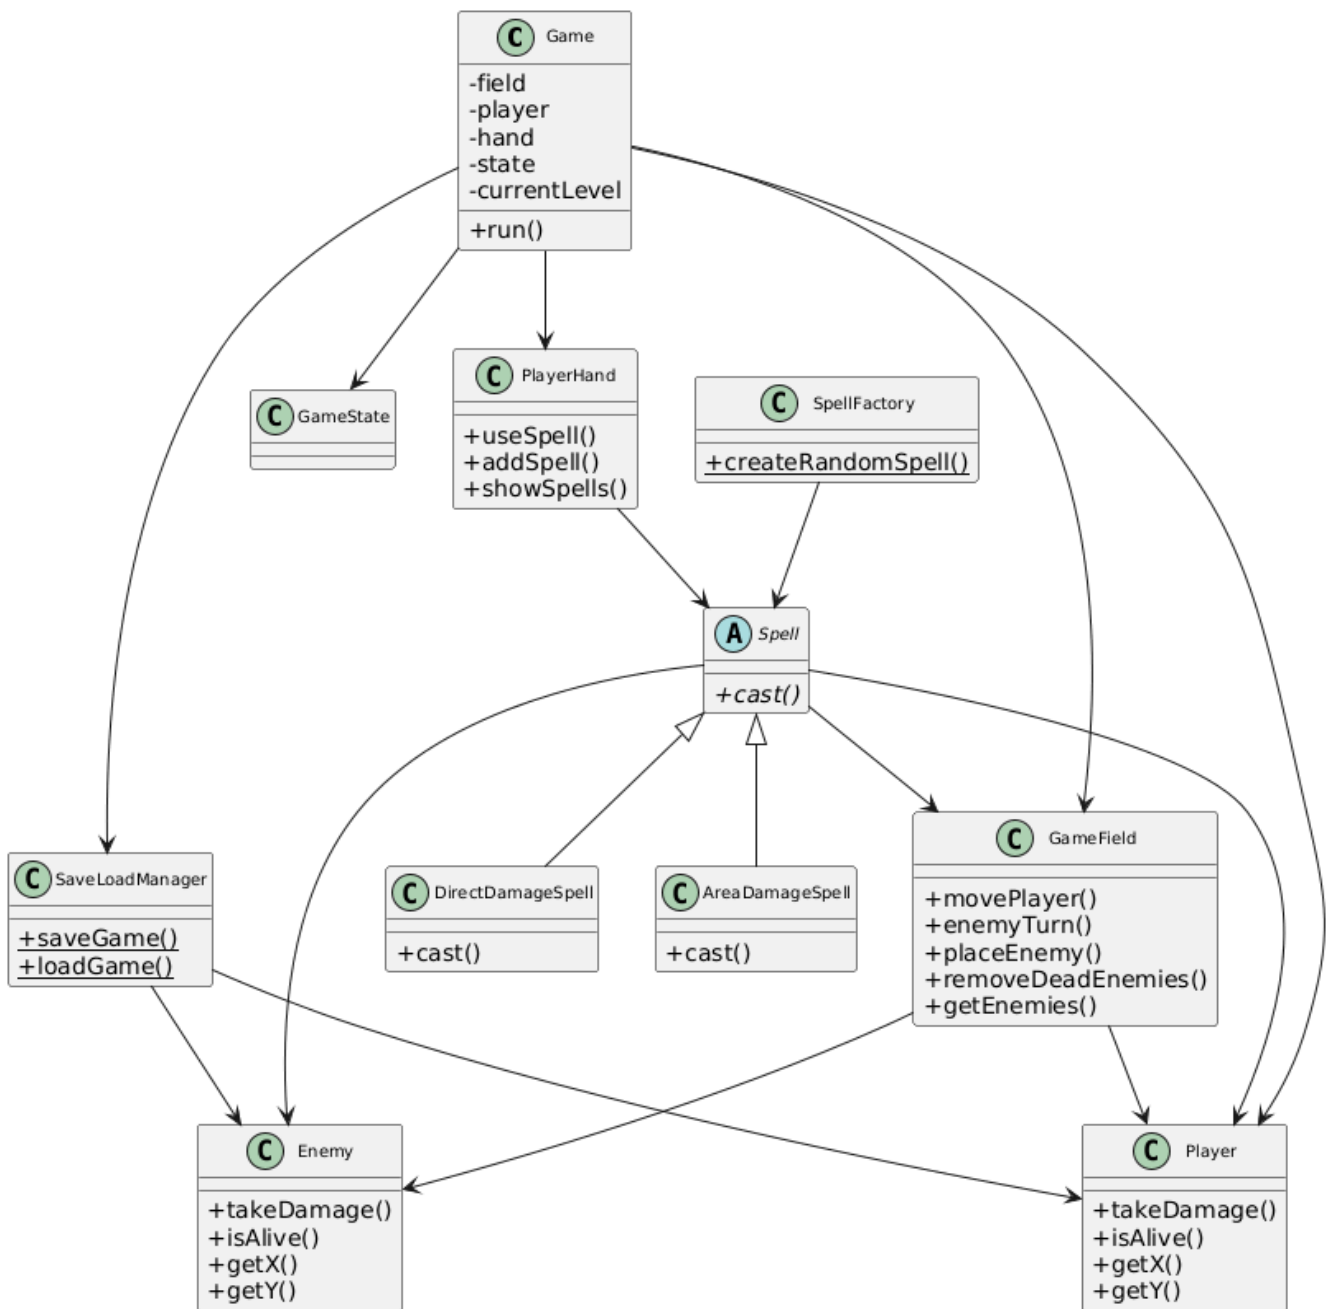 C Game
-field
-player
-hand
-state
-currentLevel
+run()
C GameState
C PlayerHand
+useSpell()
+addSpell()
+showSpells()
C SpellFactory
+createRandomSpell()
A Spell
+cast()
C SaveLoadManager
+saveGame()
+loadGame()
C DirectDamageSpell
+cast()
C AreaDamageSpell
+cast()
C GameField
+movePlayer()
+enemyTurn()
+placeEnemy()
+removeDeadEnemies()
+getEnemies()
C Enemy
+takeDamage()
+isAlive()
+getX()
+getY()
C Player
+takeDamage()
+isAlive()
+getX()
+getY()